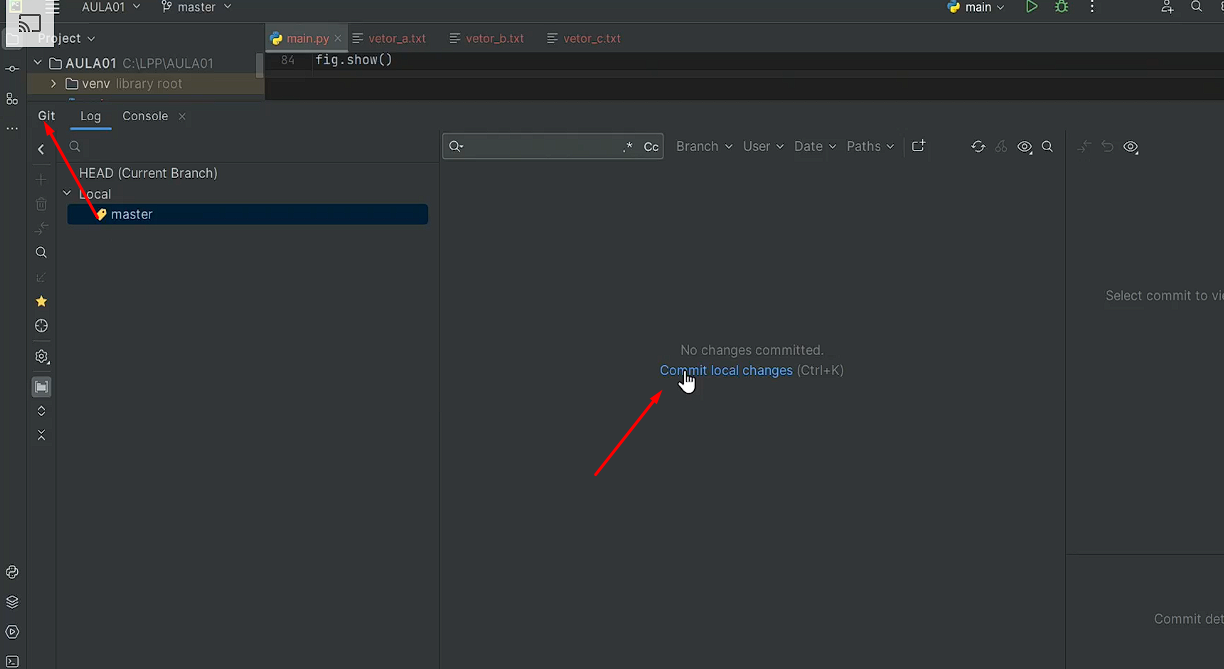 AULA01 master main
Project
main.py vetor_a.txt vetor_b.txt vetor_c.txt
AULA01 C:\LPP\AULA01
84 fig.show()
venv library root
Git Log Console
.* Cc Branch User Date Paths
HEAD (Current Branch)
Local
master
Select commit to
No changes committed.
Commit local changes (Ctrl+K)
Commit